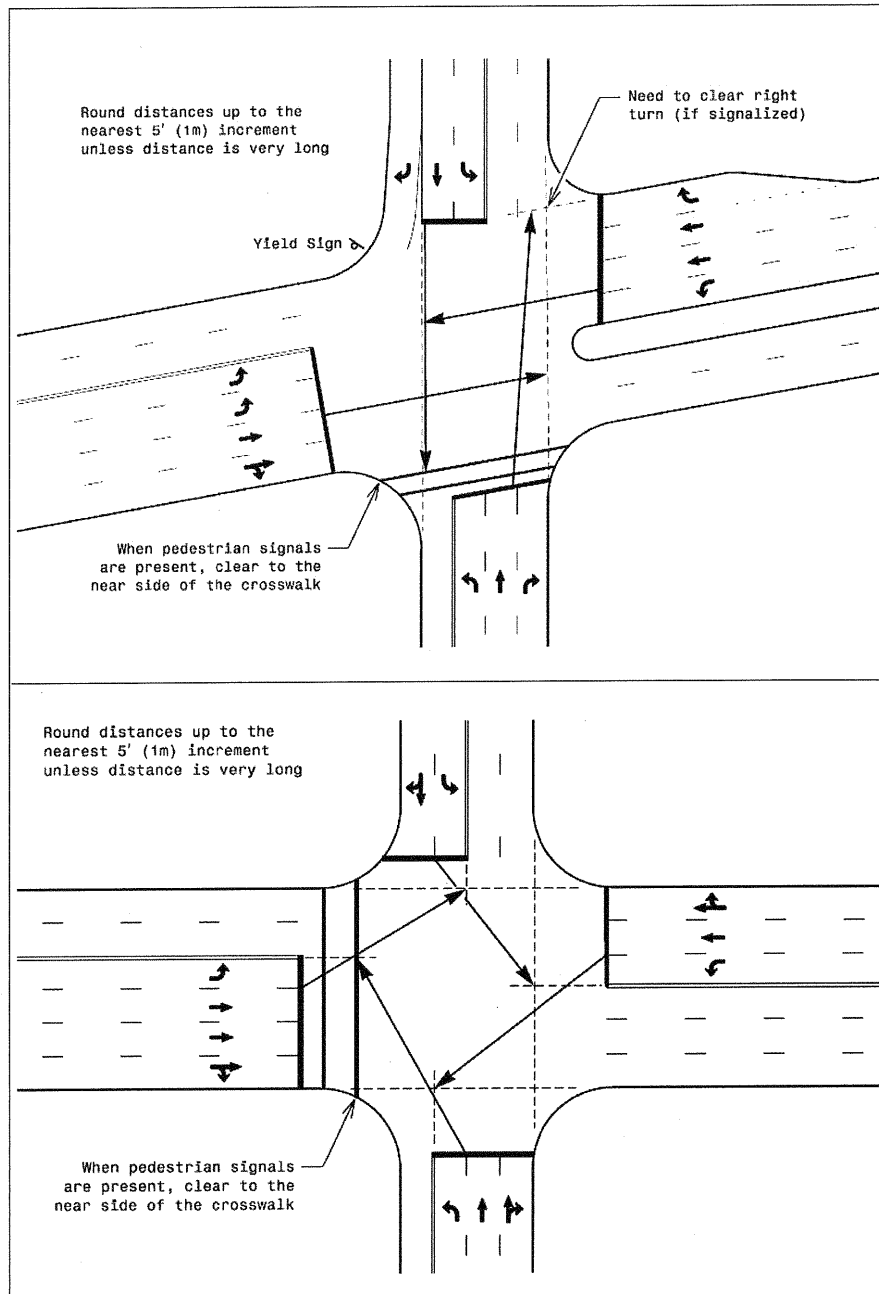 Round distances up to the
nearest 5' (1m) increment
unless distance is very long
Need to clear right
turn (if signalized)
Yield Sign
When pedestrian signals
are present, clear to the
near side of the crosswalk
Round distances up to the
nearest 5' (1m) increment
unless distance is very long
When pedestrian signals
are present, clear to the
near side of the crosswalk